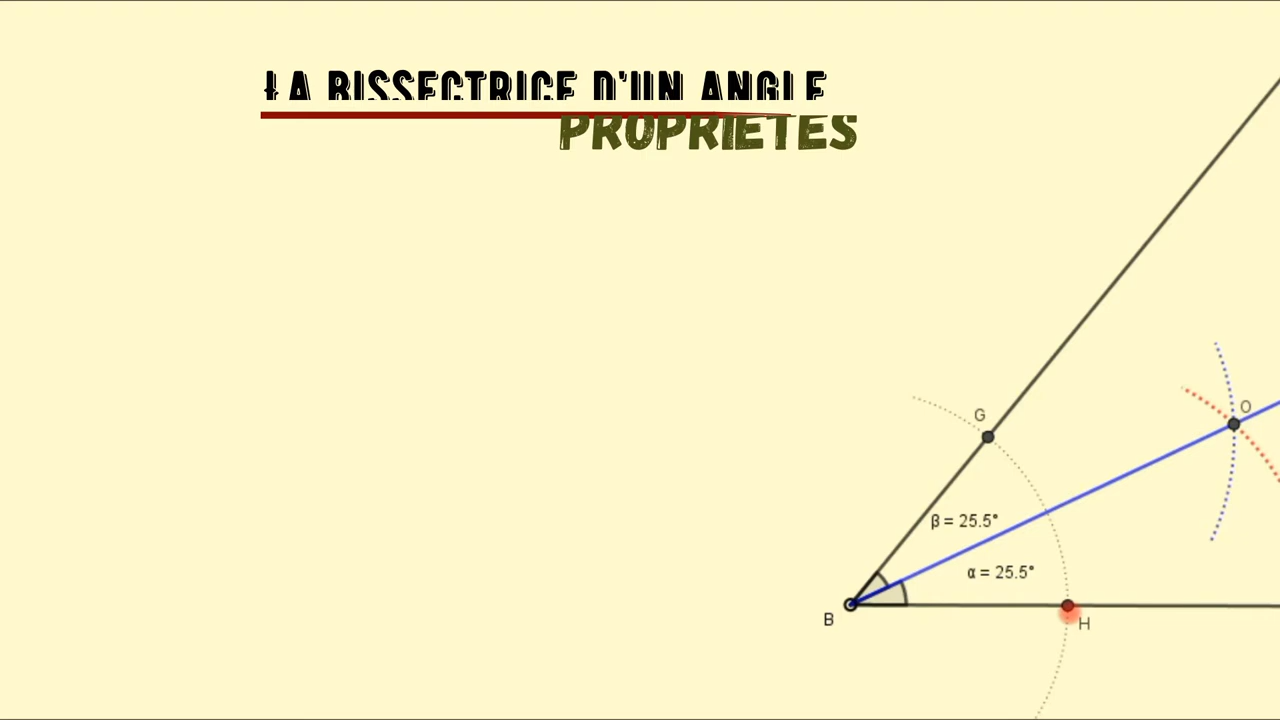 LA BISSECTRICE D'UN ANGLE
PROPRIETES
G
O
β = 25.5°
α = 25.5°
B
H